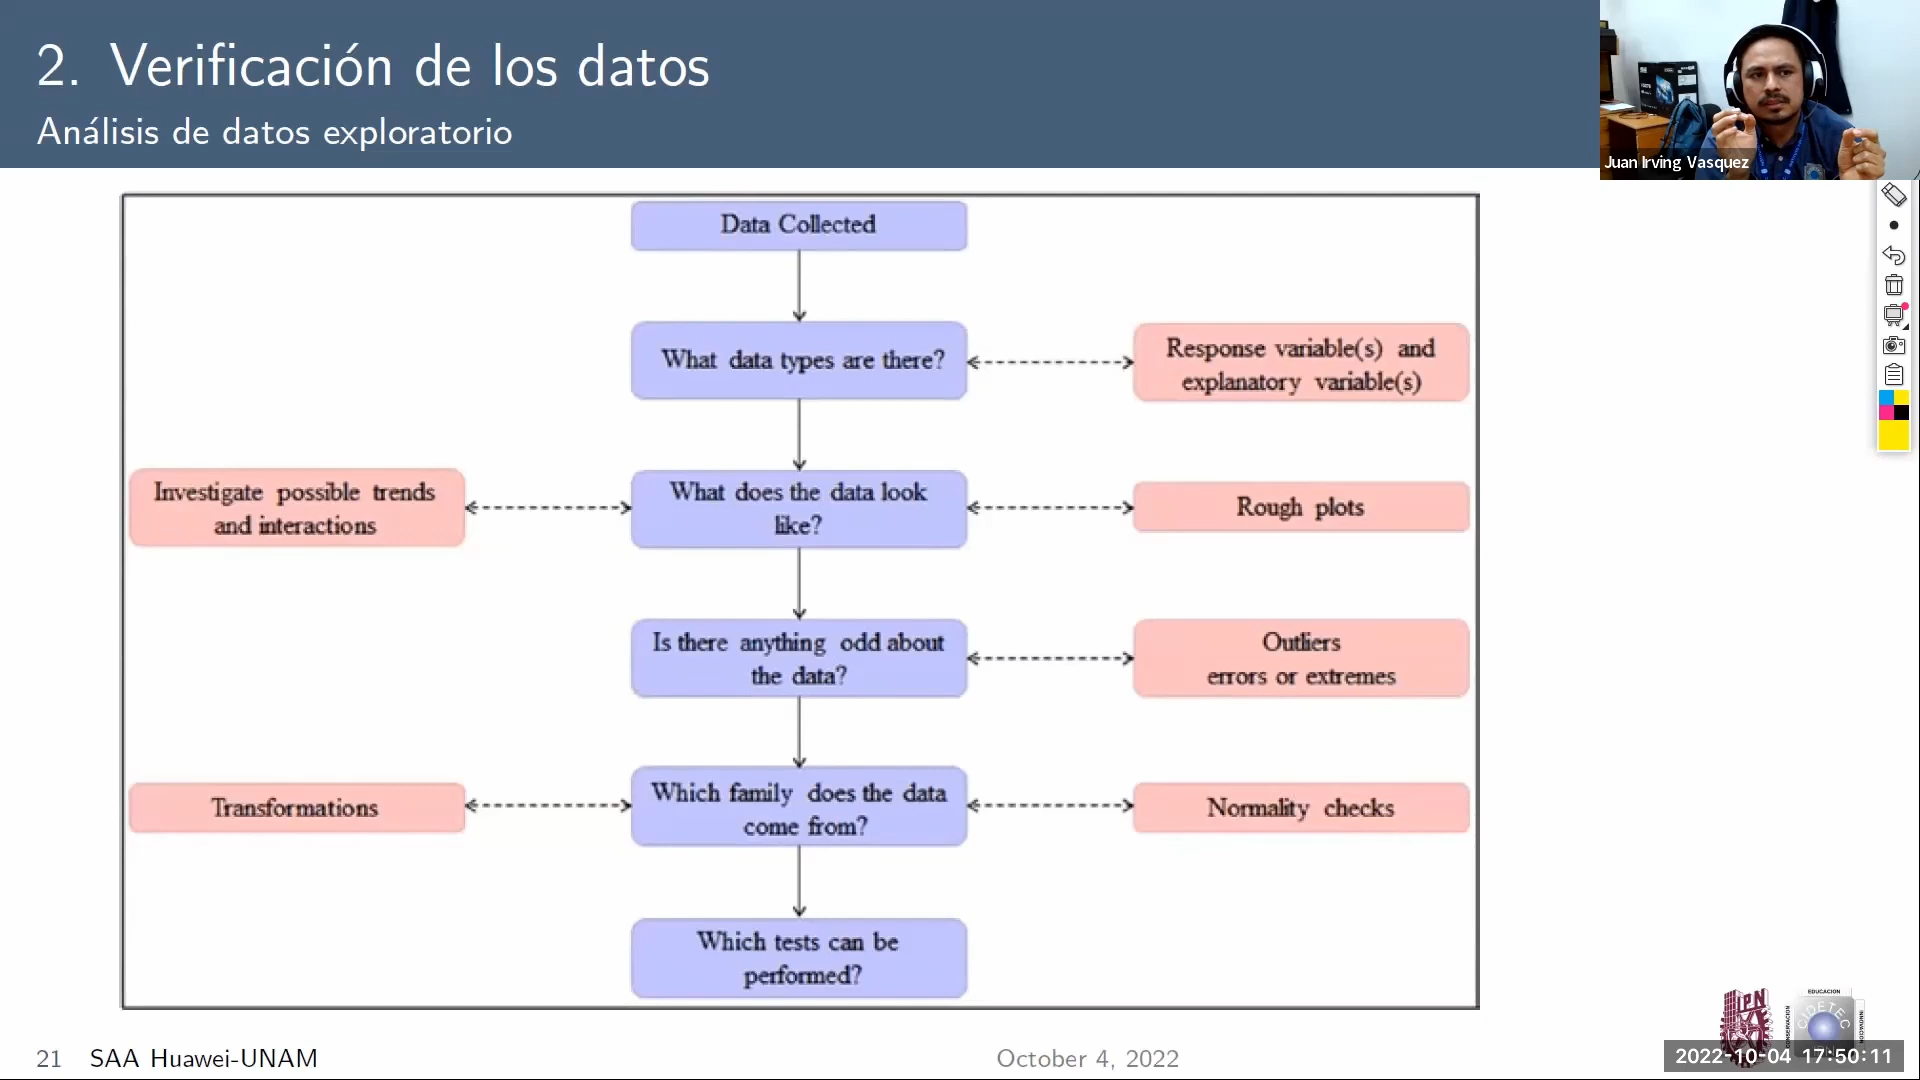 2. Verificación de los datos
Análisis de datos exploratorio
Juan Irving Vasquez
Data Collected
What data types are there?
Response variable(s) and
explanatory variable(s)
Investigate possible trends
and interactions
What does the data look
like?
Rough plots
Is there anything odd about
the data?
Outliers
errors or extremes
Transformations
Which family does the data
come from?
Normality checks
Which tests can be
performed?
IPN
EDUCACION
CIDETEC
21 SAA Huawei-UNAM
October 4, 2022
2022-10-04 17:50:11